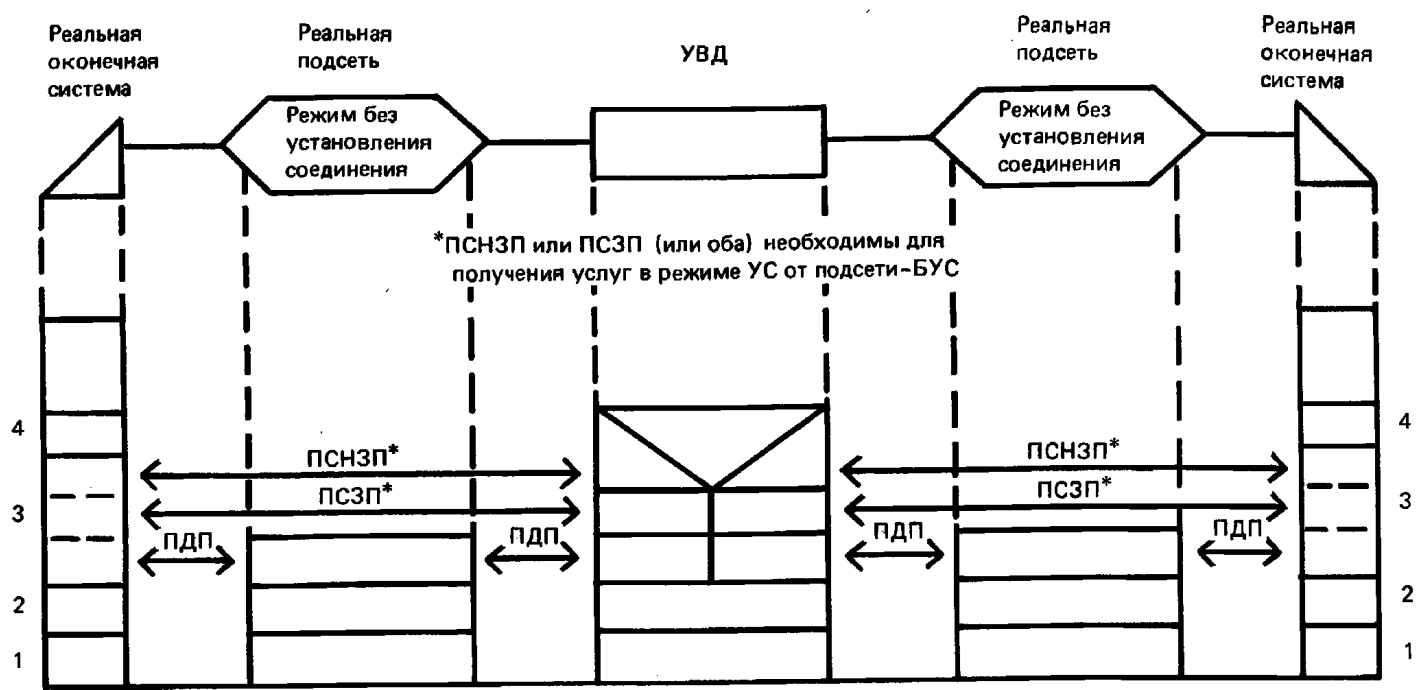 Реальная
оконечная
система
Реальная
подсеть
УВД
Реальная
подсеть
Реальная
оконечная
система
Режим без
установления
соединения
Режим без
установления
соединения
*ПСНЗП или ПСЗП (или оба) необходимы для
получения услуг в режиме УС от подсети-БУС
4
4
ПСНЗП*
ПСНЗП*
ПСЗП*
ПСЗП*
3
3
ПДП
ПДП
ПДП
ПДП
2
2
1
1